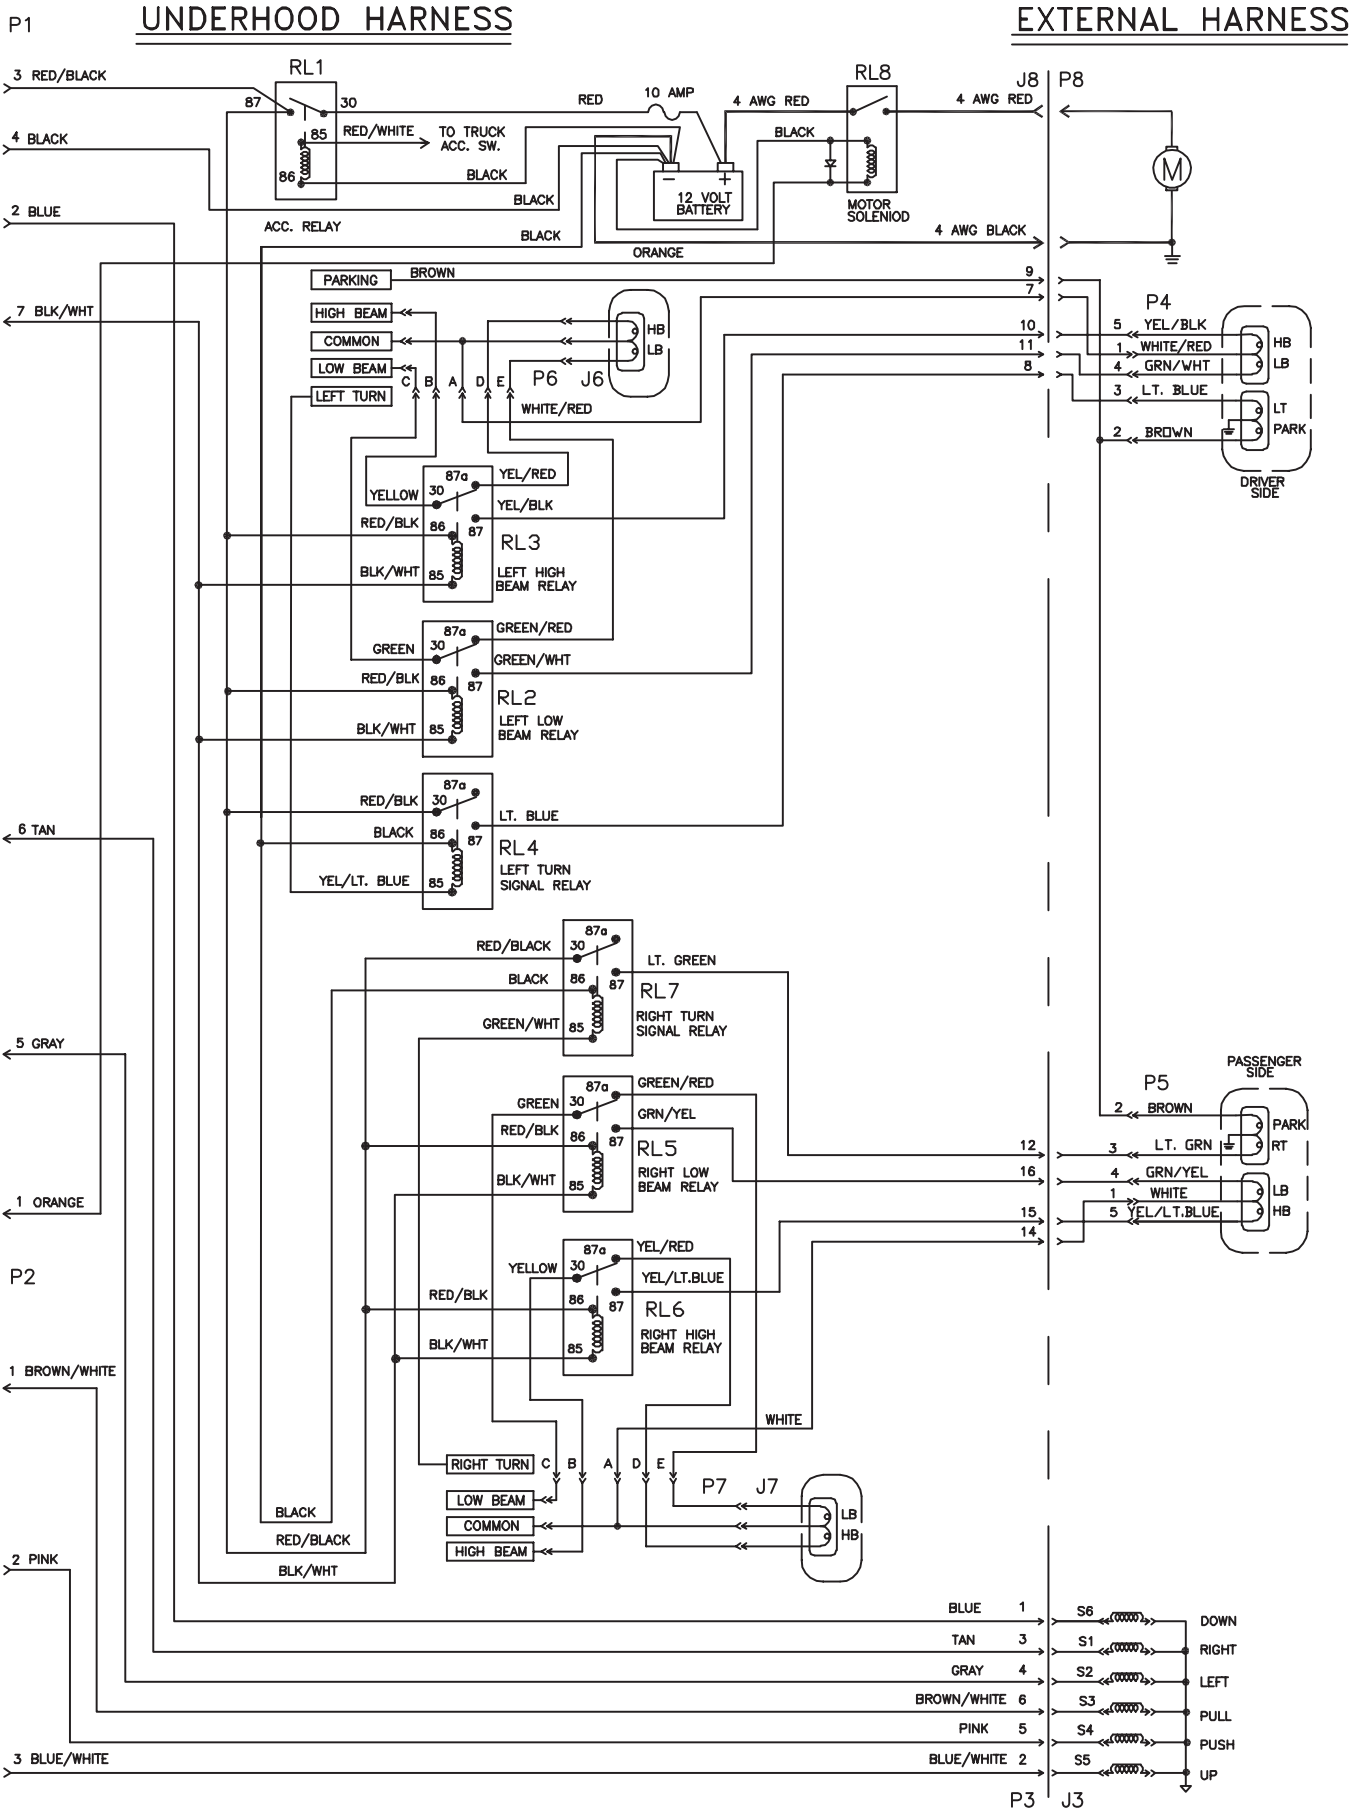 P1
UNDERHOOD HARNESS
EXTERNAL HARNESS
3 RED/BLACK
RL1
87
30
RED
10 AMP
4 AWG RED
RL8
4 AWG RED
J8
P8
85
RED/WHITE
TO TRUCK
ACC. SW.
4 BLACK
BLACK
86
BLACK
M
−
+
12 VOLT
BATTERY
BLACK
MOTOR
SOLENIOD
2 BLUE
ACC. RELAY
BLACK
4 AWG BLACK
ORANGE
PARKING
BROWN
9
7
7 BLK/WHT
HIGH BEAM
COMMON
LOW BEAM
LEFT TURN
C
B
A
D
E
P6
J6
HB
LB
WHITE/RED
10
11
8
P4
5 YEL/BLK
1 WHITE/RED
4 GRN/WHT
3 LT. BLUE
2 BROWN
HB
LB
LT
PARK
DRIVER
SIDE
87a
YEL/RED
YELLOW
30
YEL/BLK
RED/BLK
86
87
RL3
BLK/WHT
85
LEFT HIGH
BEAM RELAY
87a
GREEN/RED
GREEN
30
GREEN/WHT
RED/BLK
86
87
RL2
BLK/WHT
85
LEFT LOW
BEAM RELAY
87a
RED/BLK
30
LT. BLUE
6 TAN
BLACK
86
87
RL4
YEL/LT. BLUE
85
LEFT TURN
SIGNAL RELAY
87a
RED/BLACK
30
LT. GREEN
BLACK
86
87
RL7
GREEN/WHT
85
RIGHT TURN
SIGNAL RELAY
5 GRAY
87a
GREEN/RED
GREEN
30
GRN/YEL
RED/BLK
86
87
RL5
BLK/WHT
85
RIGHT LOW
BEAM RELAY
PASSENGER
SIDE
P5
2 BROWN
12
3
LT. GRN
16
4 GRN/YEL
1
WHITE
15
5 YEL/LT.BLUE
14
PARK
RT
LB
HB
1 ORANGE
87a
YEL/RED
YELLOW
30
YEL/LT.BLUE
RED/BLK
86
87
RL6
BLK/WHT
85
RIGHT HIGH
BEAM RELAY
P2
1 BROWN/WHITE
WHITE
RIGHT TURN
C
B
A
D
E
P7
J7
LOW BEAM
COMMON
HIGH BEAM
LB
HB
BLACK
RED/BLACK
BLK/WHT
2 PINK
BLUE 1
S6
DOWN
TAN 3
S1
RIGHT
GRAY 4
S2
LEFT
BROWN/WHITE 6
S3
PULL
PINK 5
S4
PUSH
3 BLUE/WHITE
BLUE/WHITE 2
S5
UP
P3
J3